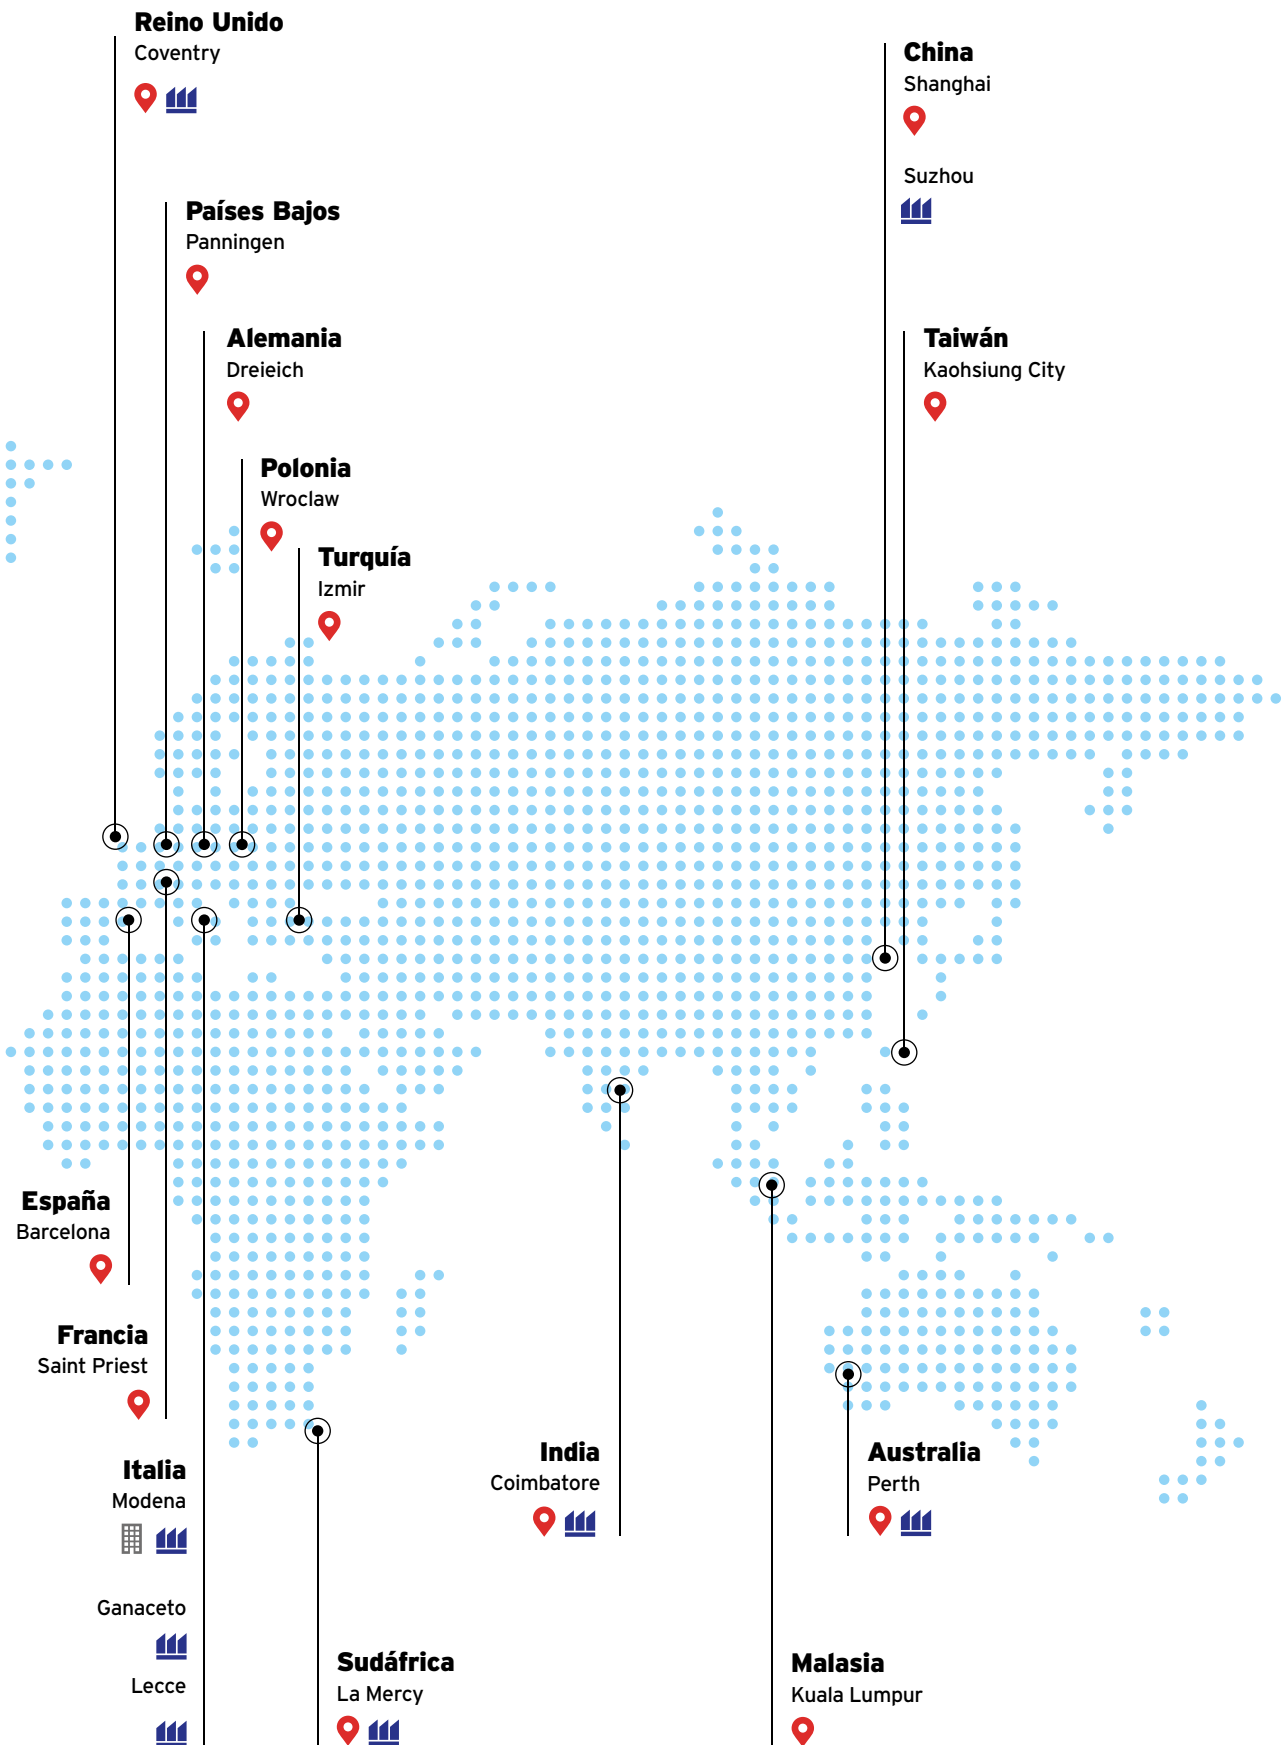 Reino Unido
Coventry
China
Shanghai
Suzhou
Países Bajos
Panningen
Alemania
Dreieich
Taiwán
Kaohsiung City
Polonia
Wroclaw
Turquía
Izmir
España
Barcelona
Francia
Saint Priest
Italia
Modena
Ganaceto
Lecce
India
Coimbatore
Australia
Perth
Sudáfrica
La Mercy
Malasia
Kuala Lumpur